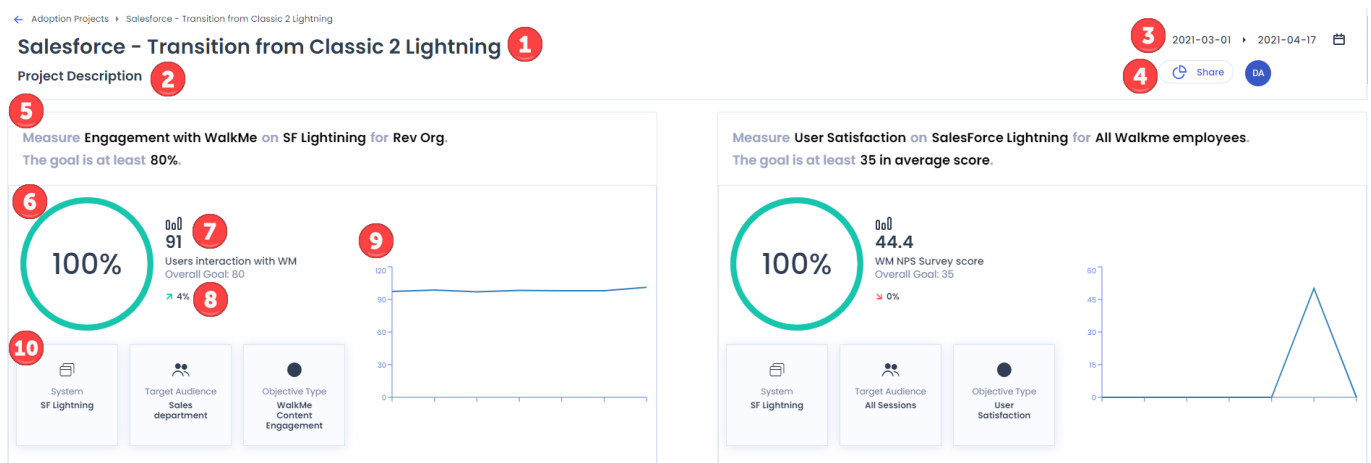 ← Adoption Projects ▸ Salesforce - Transition from Classic 2 Lightning
Salesforce - Transition from Classic 2 Lightning 1
3 2021-03-01 ▸ 2021-04-17
Project Description 2
4 Share DA
5
Measure Engagement with WalkMe on SF Lightining for Rev Org.
The goal is at least 80%.
6
100%
91 7
Users interaction with WM
Overall Goal: 80
4% 8
9
120
90
60
30
0
10
System
SF Lightning
Target Audience
Sales
department
Objective Type
WalkMe
Content
Engagement
Measure User Satisfaction on SalesForce Lightning for All Walkme employees.
The goal is at least 35 in average score.
100%
44.4
WM NPS Survey score
Overall Goal: 35
0%
60
45
30
15
0
System
SF Lightning
Target Audience
All Sessions
Objective Type
User
Satisfaction